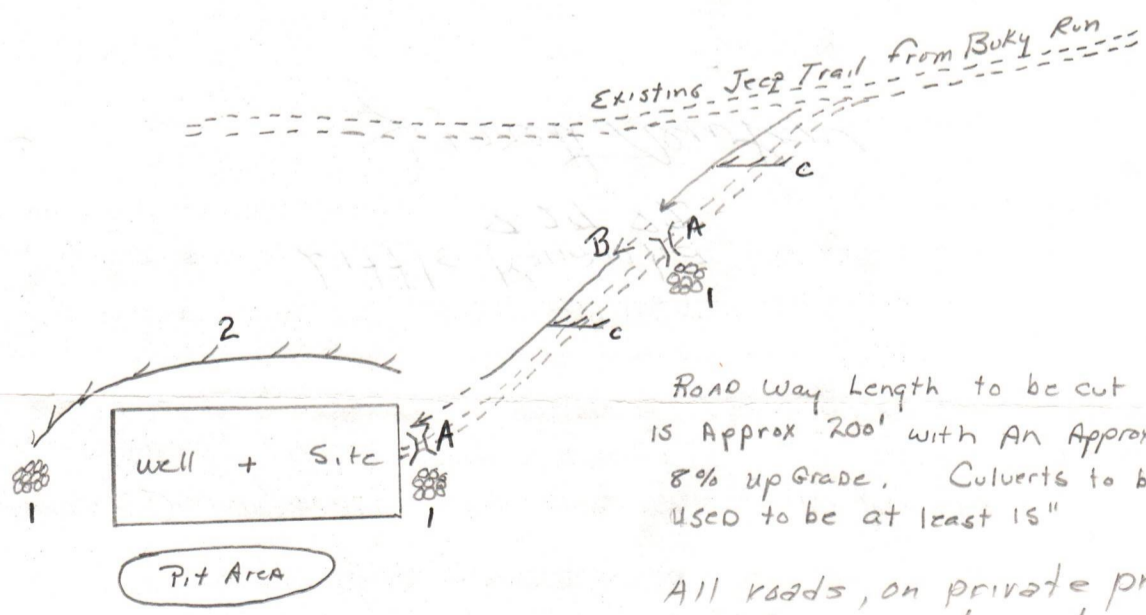 Existing Jeep Trail from Buky Run
C
A
B
1
C
2
A
Well + Site
1
1
Pit Area
ROAD Way Length to be cut
is Approx 200' with An Approx
8% up Grade. Culverts to b
used to be at least 15"
All roads, on private pr